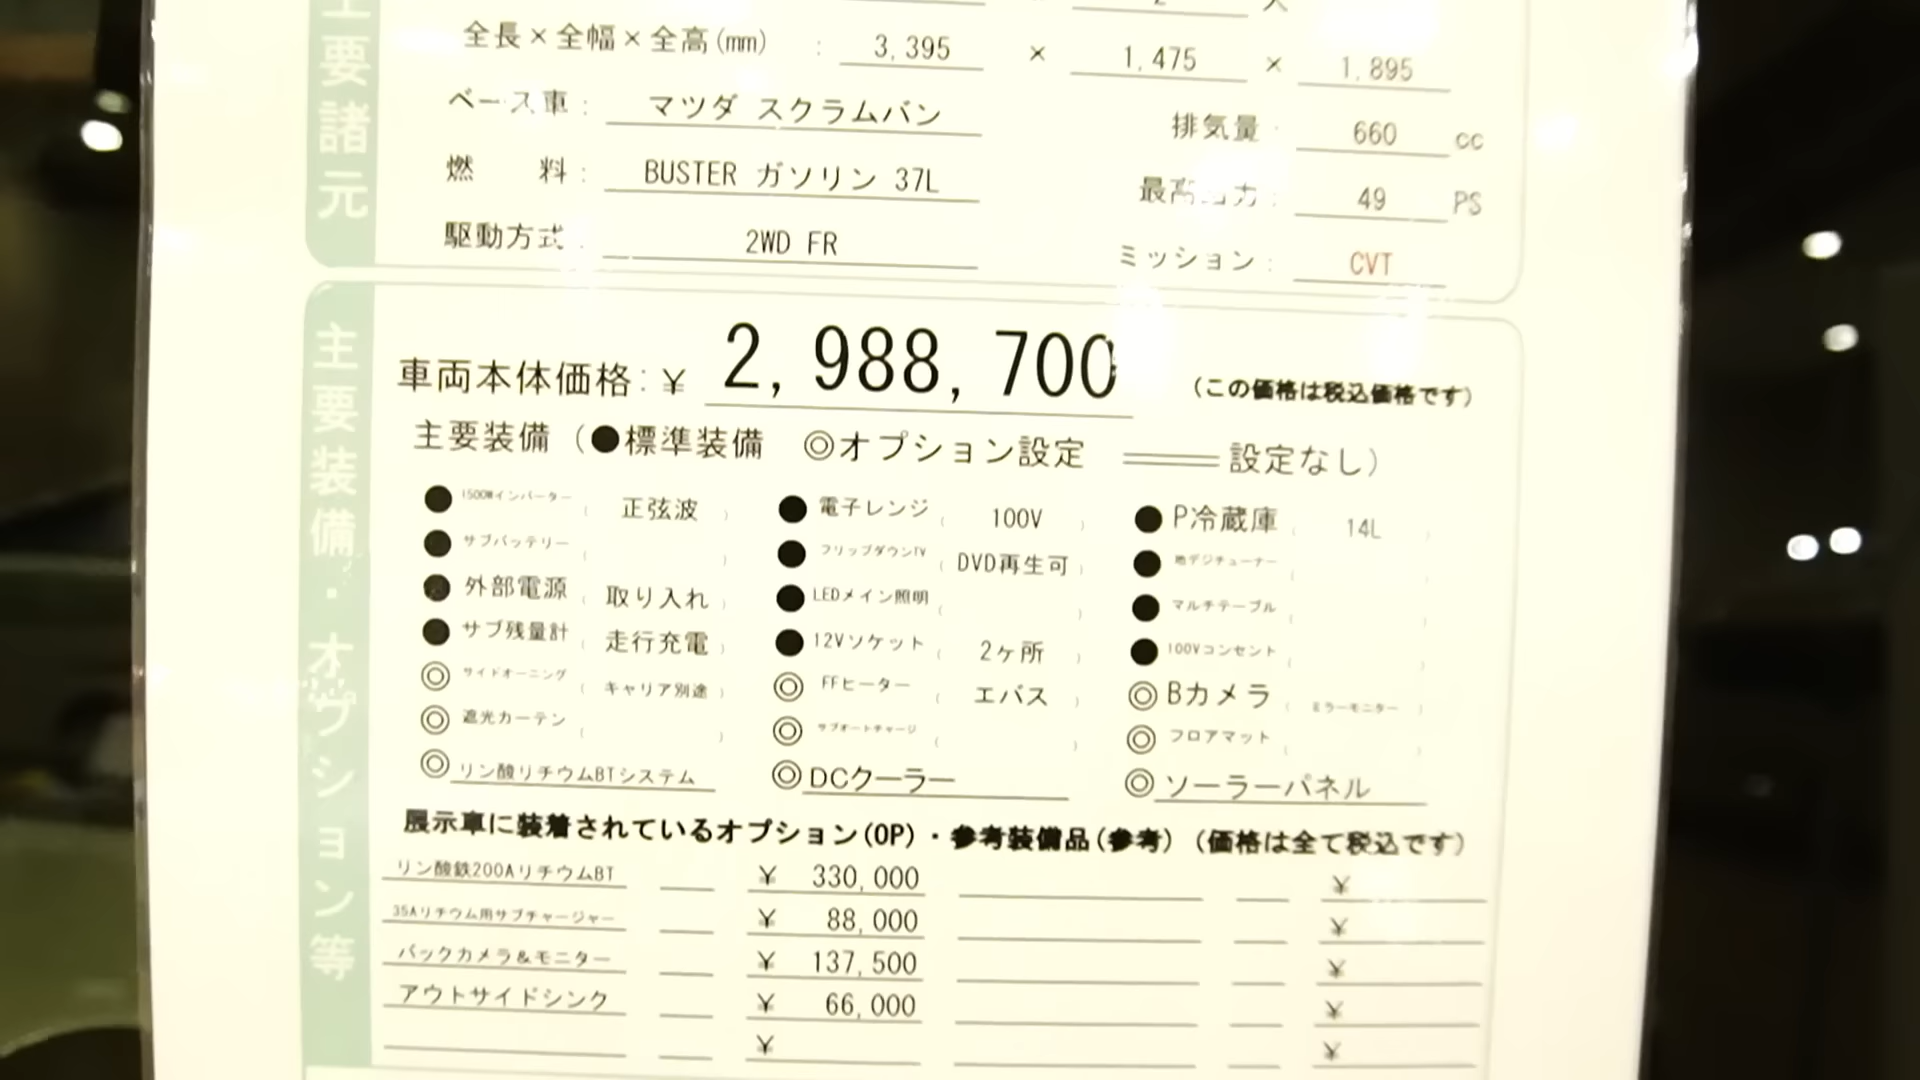 主要諸元
全長×全幅×全高(mm) : 3,395 × 1,475 × 1,895
ベース車: マツダ スクラムバン 排気量: 660 cc
燃 料: BUSTER ガソリン 37L 最高出力: 49 PS
駆動方式: 2WD FR ミッション: CVT
主要装備・オプション等
車両本体価格:¥ 2,988,700 (この価格は税込価格です)
主要装備 (●標準装備 ◎オプション設定 ══ 設定なし)
● 1500Wインバーター ( 正弦波 ) ● 電子レンジ ( 100V ) ● P冷蔵庫 ( 14L )
● サブバッテリー ( ) ● フリップダウンTV ( DVD再生可 ) ● 地デジチューナー ( )
● 外部電源 ( 取り入れ ) ● LEDメイン照明 ( ) ● マルチテーブル ( )
● サブ残量計 ( 走行充電 ) ● 12Vソケット ( 2ヶ所 ) ● 100Vコンセント ( )
◎ サイドオーニング ( キャリア別途 ) ◎ FFヒーター ( エバス ) ◎ Bカメラ ( ミラーモニター )
◎ 遮光カーテン ( ) ◎ サブオートチャージ ( ) ◎ フロアマット ( )
◎ リン酸リチウムBTシステム ◎ DCクーラー ◎ ソーラーパネル
展示車に装着されているオプション(OP)・参考装備品(参考) (価格は全て税込です)
リン酸鉄200AリチウムBT ¥ 330,000 ¥
35Aリチウム用サブチャージャー ¥ 88,000 ¥
バックカメラ&モニター ¥ 137,500 ¥
アウトサイドシンク ¥ 66,000 ¥
¥ ¥